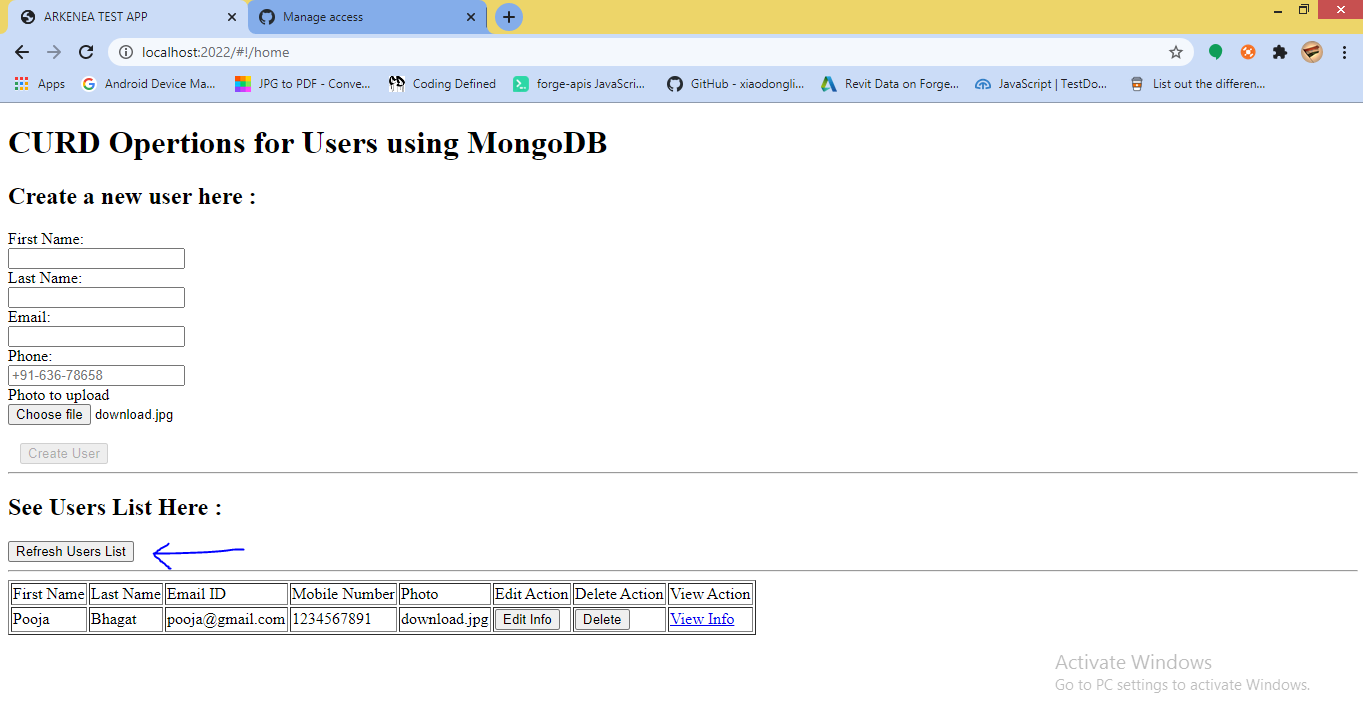 ARKENEA TEST APP
Manage access
localhost:2022/#!/home
Apps Android Device Ma... JPG to PDF - Conve... Coding Defined forge-apis JavaScri... GitHub - xiaodongli... Revit Data on Forge... JavaScript | TestDo... List out the differen...
CURD Opertions for Users using MongoDB
Create a new user here :
First Name:
Last Name:
Email:
Phone:
+91-636-78658
Photo to upload
Choose file download.jpg
Create User
See Users List Here :
Refresh Users List
First Name Last Name Email ID Mobile Number Photo Edit Action Delete Action View Action
Pooja Bhagat pooja@gmail.com 1234567891 download.jpg Edit Info Delete View Info
Activate Windows
Go to PC settings to activate Windows.